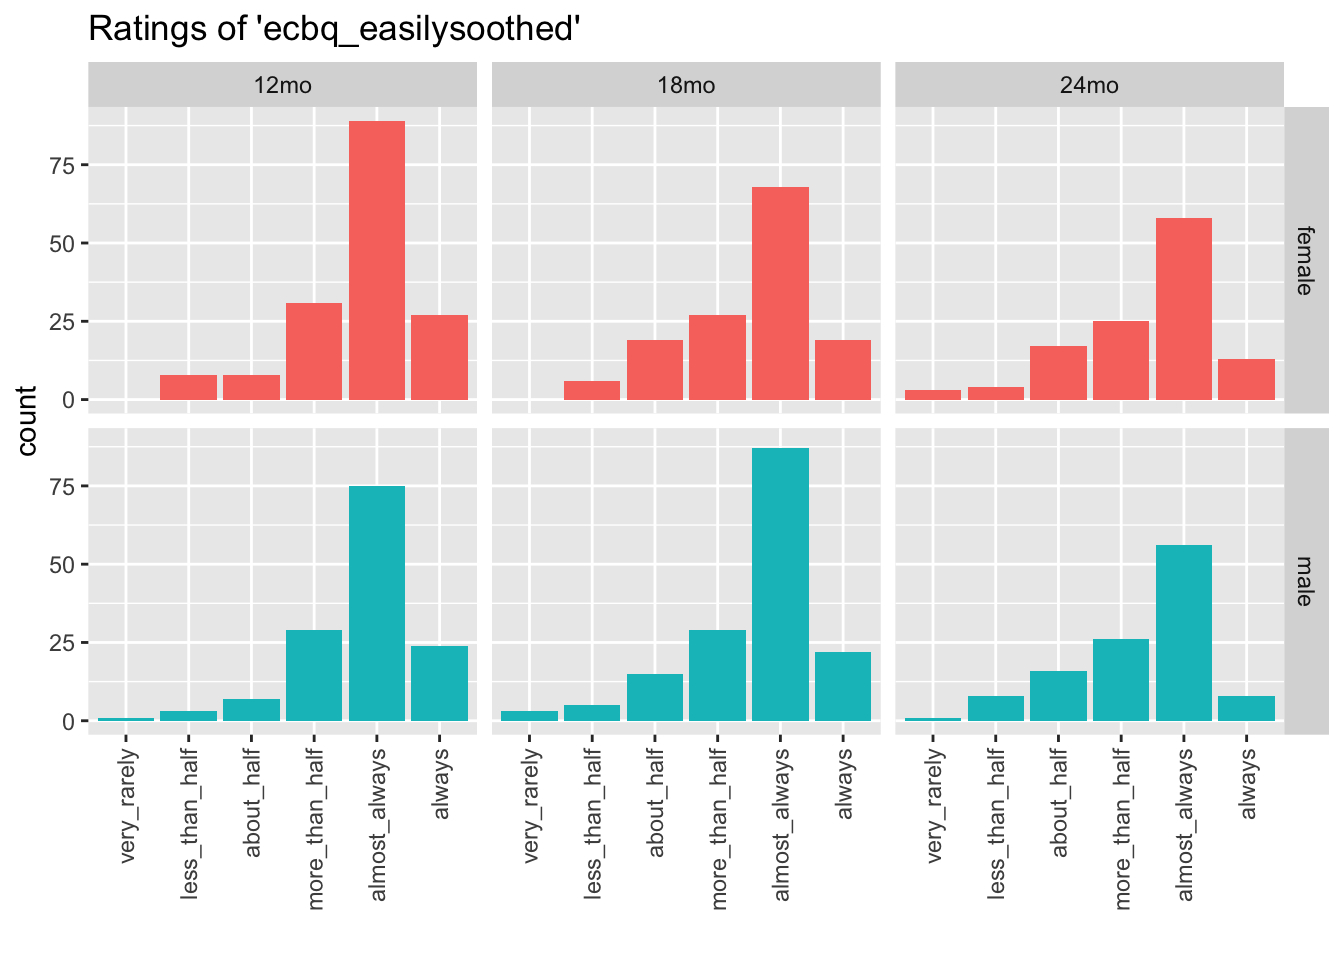 Ratings of 'ecbq_easilysoothed'
12mo 18mo 24mo
75
50
25
0
female
count
75
50
25
0
male
very_rarely less_than_half about_half more_than_half almost_always always very_rarely less_than_half about_half more_than_half almost_always always very_rarely less_than_half about_half more_than_half almost_always always